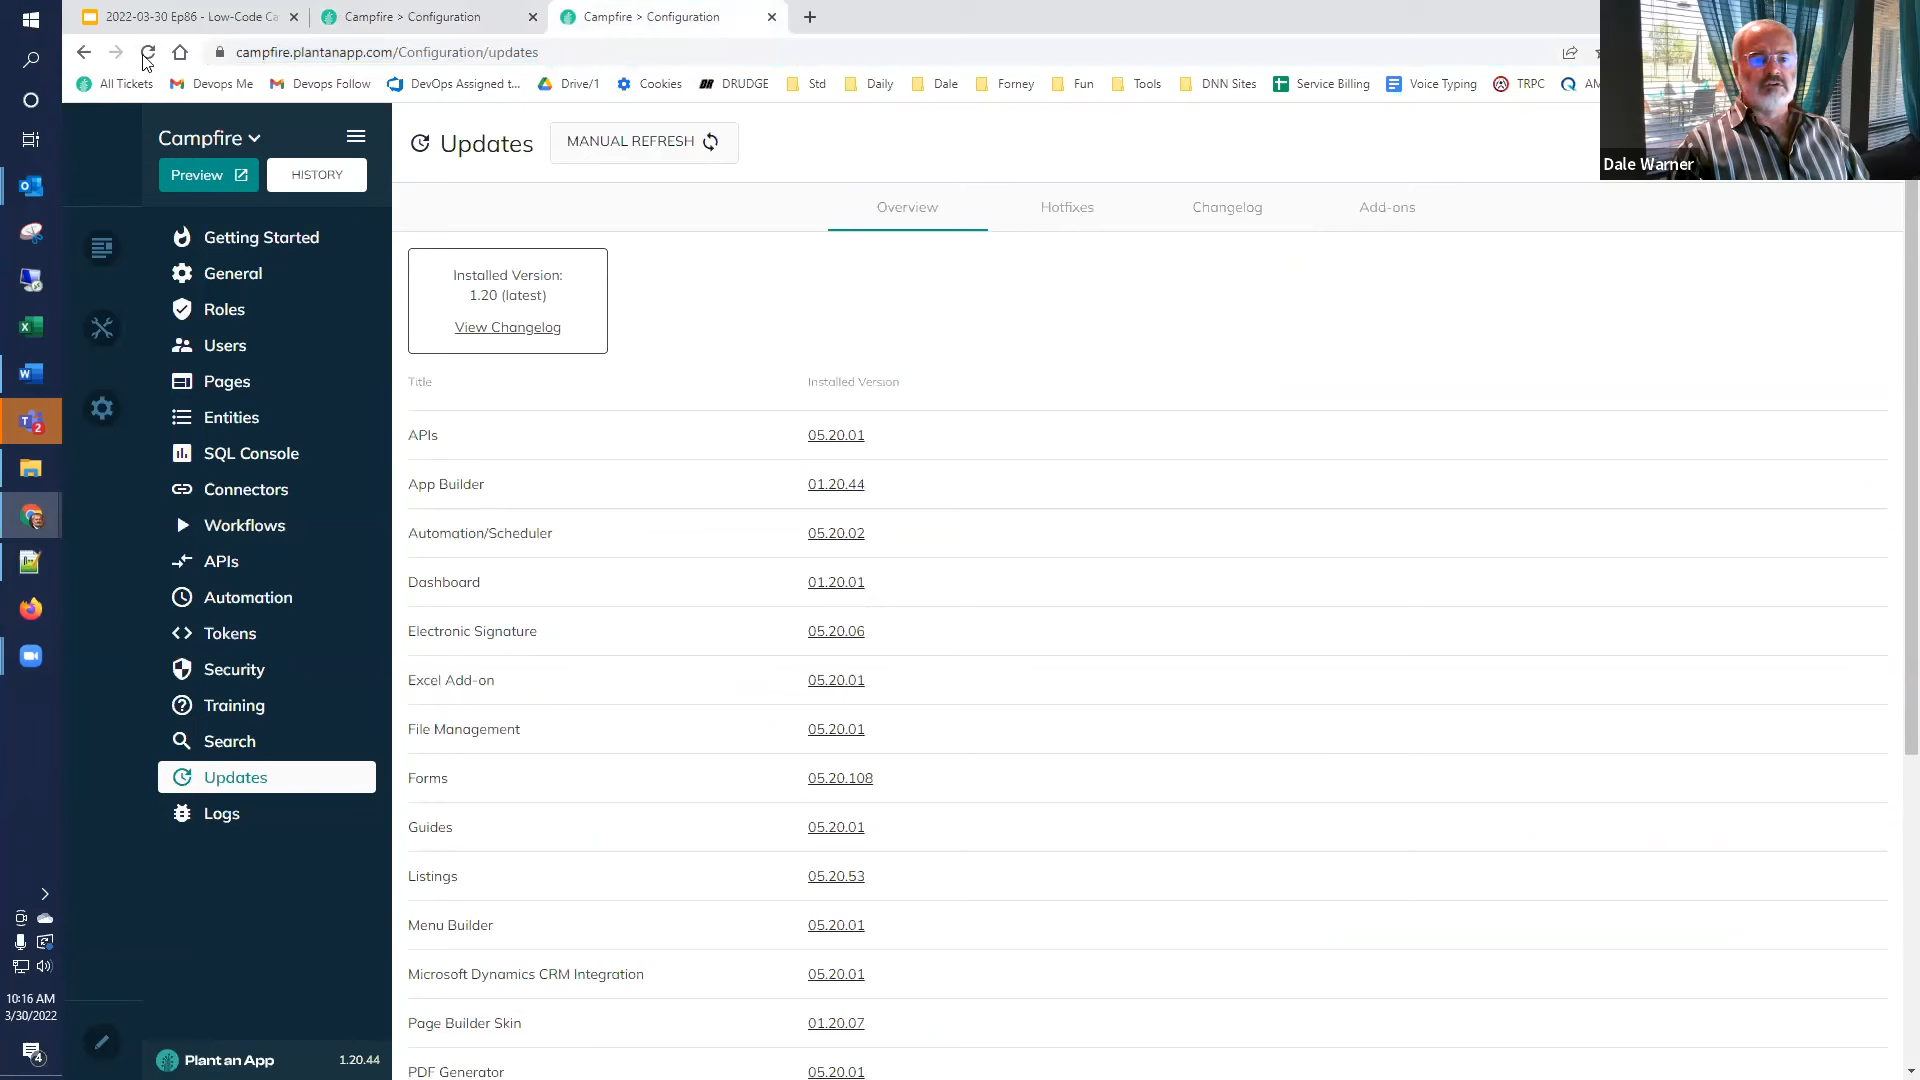 2022-03-30 Ep86 - Low-Code Ca
Campfire > Configuration
Campfire > Configuration
campfire.plantanapp.com/Configuration/updates
All Tickets
Devops Me
Devops Follow
DevOps Assigned t...
Drive/1
Cookies
DRUDGE
Std
Daily
Dale
Forney
Fun
Tools
DNN Sites
Service Billing
Voice Typing
TRPC
Dale Warner
Campfire
Preview
HISTORY
Getting Started
General
Roles
Users
Pages
Entities
SQL Console
Connectors
Workflows
APIs
Automation
Tokens
Security
Training
Search
Updates
Logs
Plant an App
1.20.44
Updates
MANUAL REFRESH
Overview
Hotfixes
Changelog
Add-ons
Installed Version:
1.20 (latest)
View Changelog
Title
Installed Version
APIs
05.20.01
App Builder
01.20.44
Automation/Scheduler
05.20.02
Dashboard
01.20.01
Electronic Signature
05.20.06
Excel Add-on
05.20.01
File Management
05.20.01
Forms
05.20.108
Guides
05.20.01
Listings
05.20.53
Menu Builder
05.20.01
Microsoft Dynamics CRM Integration
05.20.01
Page Builder Skin
01.20.07
PDF Generator
05.20.01
10:16 AM
3/30/2022
4
2